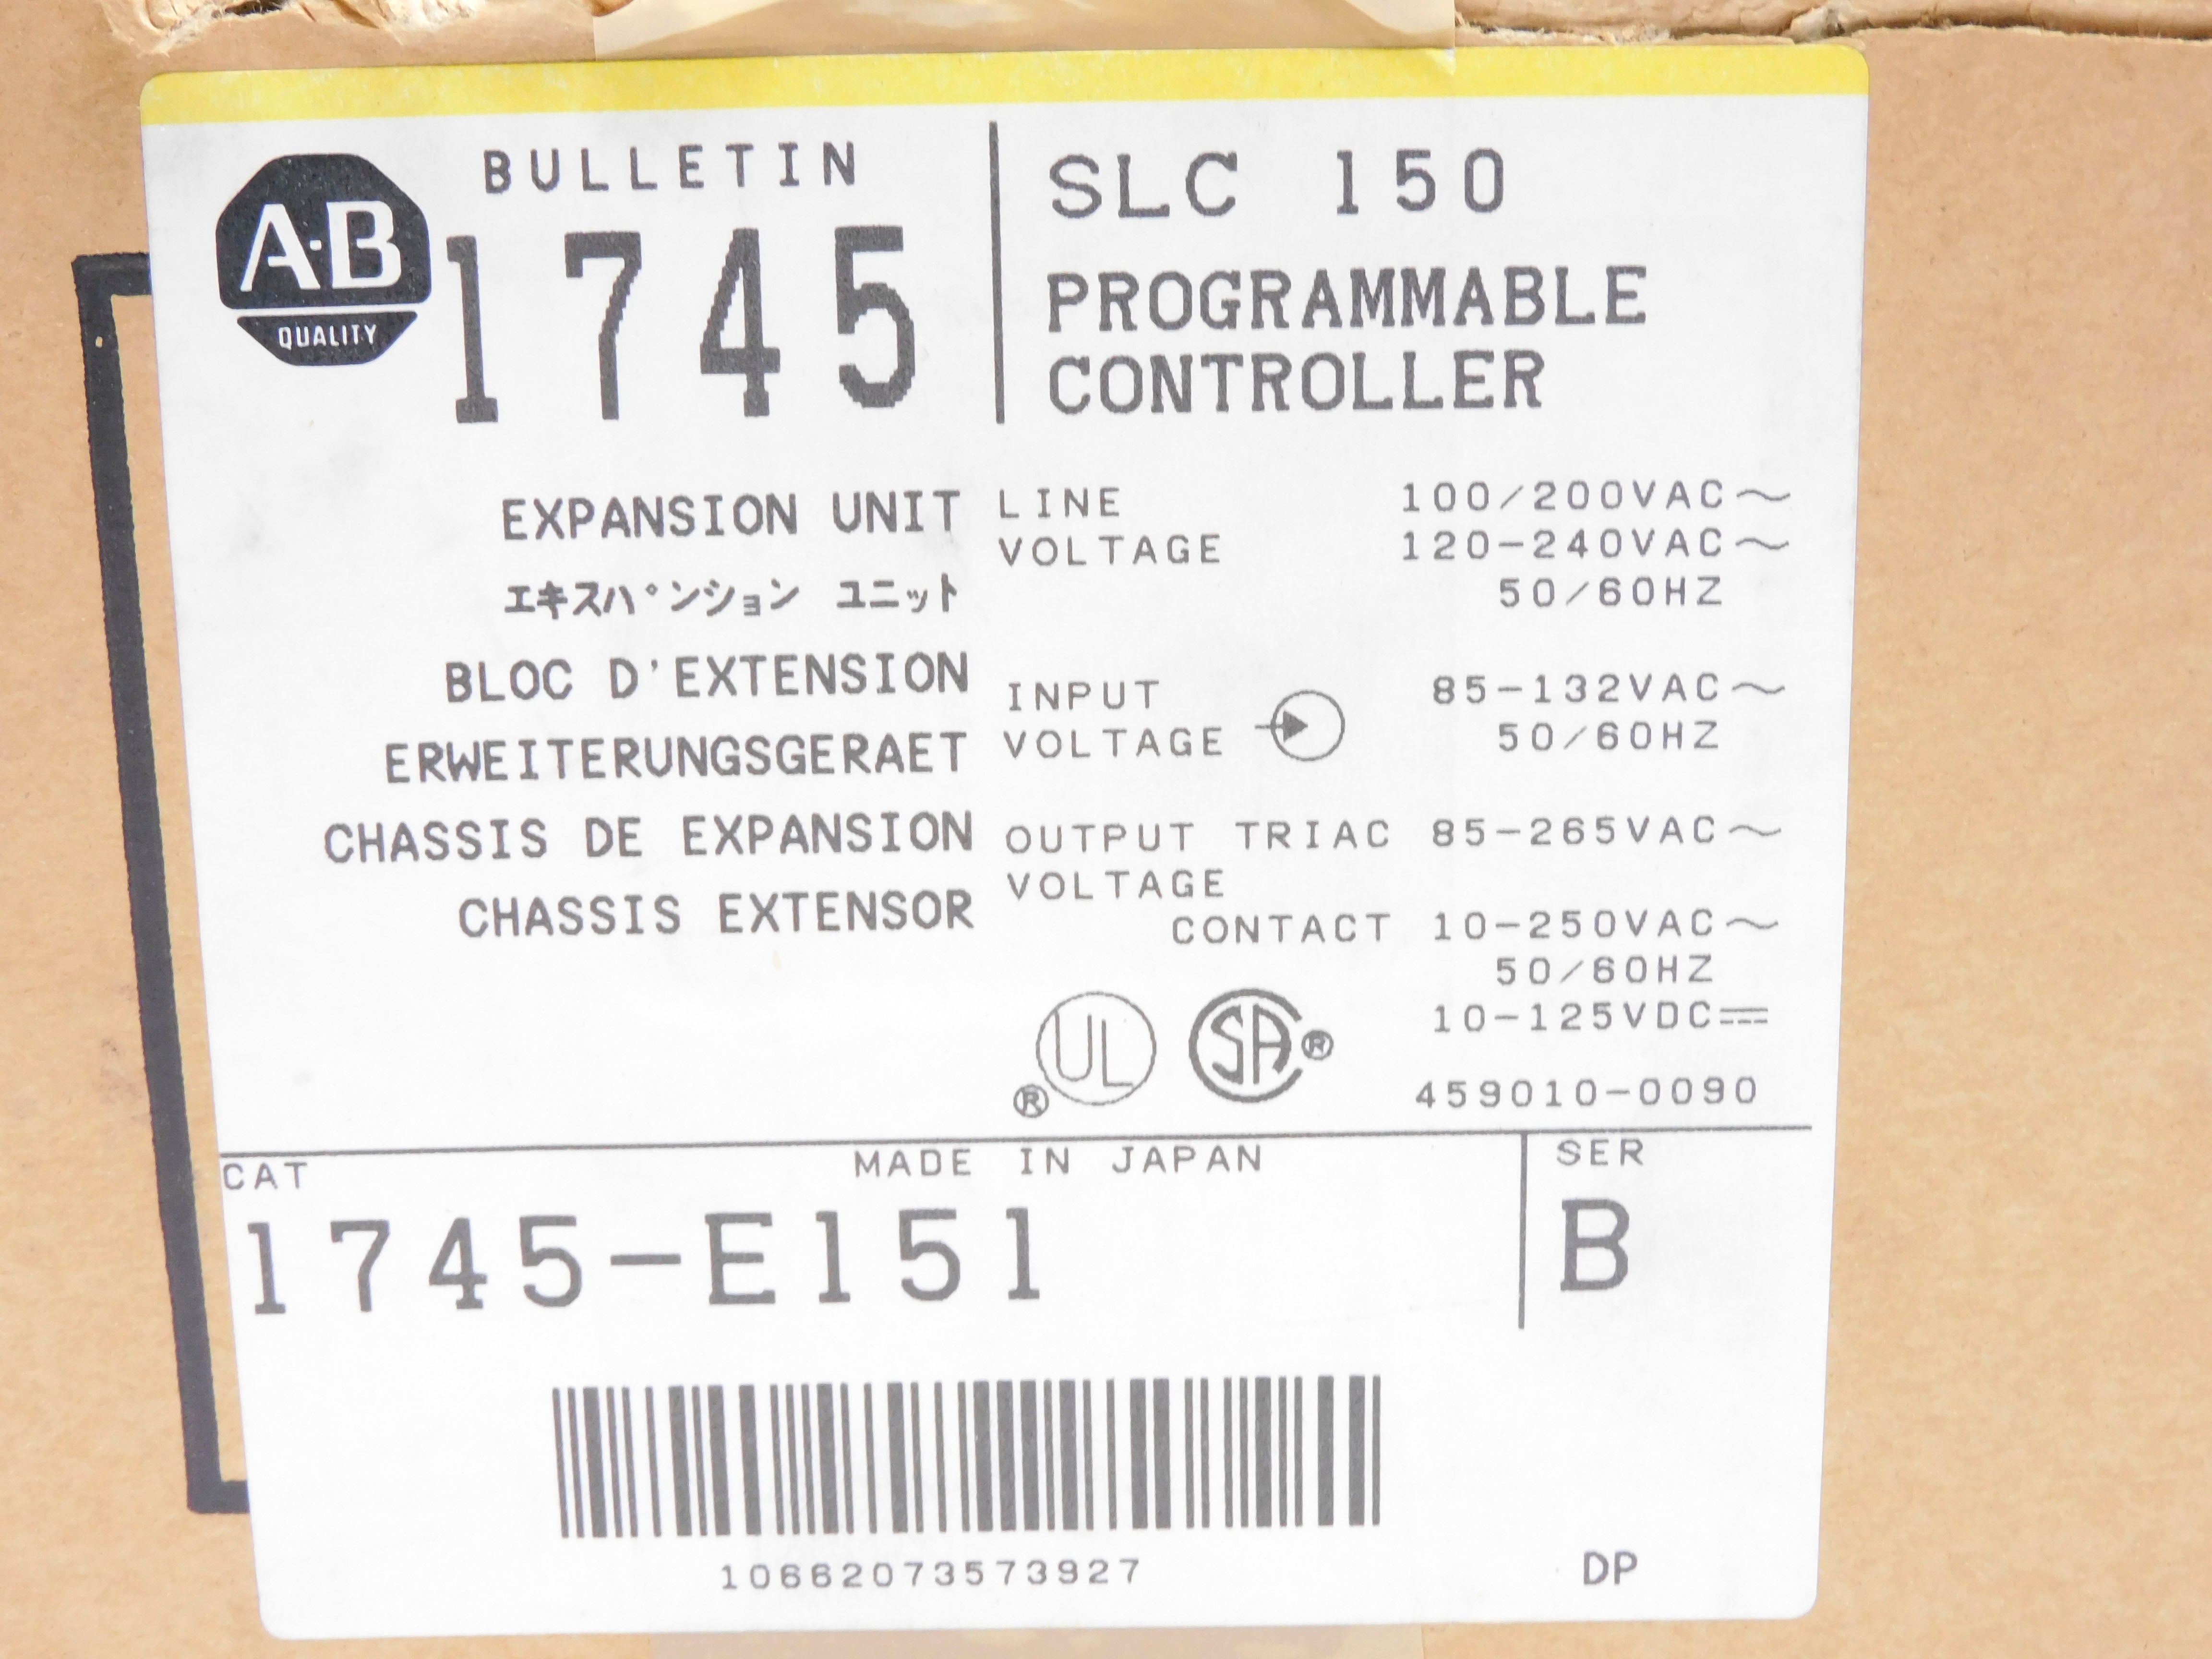 A·B
QUALITY
BULLETIN
1745
SLC 150
PROGRAMMABLE
CONTROLLER
EXPANSION UNIT
エキスパンション ユニット
BLOC D'EXTENSION
ERWEITERUNGSGERAET
CHASSIS DE EXPANSION
CHASSIS EXTENSOR
LINE VOLTAGE 100/200VAC~
120-240VAC~
50/60HZ
INPUT VOLTAGE 85-132VAC~
50/60HZ
OUTPUT VOLTAGE TRIAC 85-265VAC~
CONTACT 10-250VAC~
50/60HZ
10-125VDC⎓
UL ® SA ®
459010-0090
CAT MADE IN JAPAN SER
1745-E151 B
10662073573927 DP